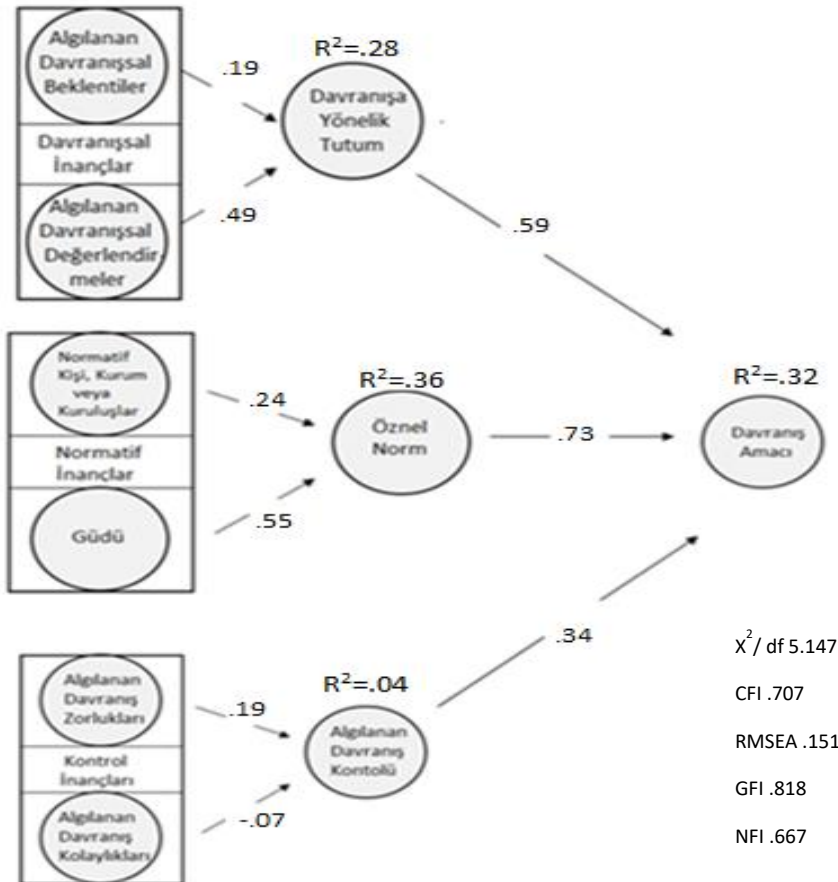 Algılanan
Davranışsal
Beklentiler
Davranışsal
İnançlar
Algılanan
Davranışsal
Değerlendir
meler
.19
.49
R²=.28
Davranışa
Yönelik
Tutum
.59
Normatif
Kişi, Kurum
veya
Kuruluşlar
Normatif
İnançlar
Güdü
.24
.55
R²=.36
Öznel
Norm
.73
R²=.32
Davranış
Amacı
Algılanan
Davranış
Zorlukları
Kontrol
İnançları
Algılanan
Davranış
Kolaylıkları
.19
-.07
R²=.04
Algılanan
Davranış
Kontolü
.34
X²/ df 5.147
CFI .707
RMSEA .151
GFI .818
NFI .667